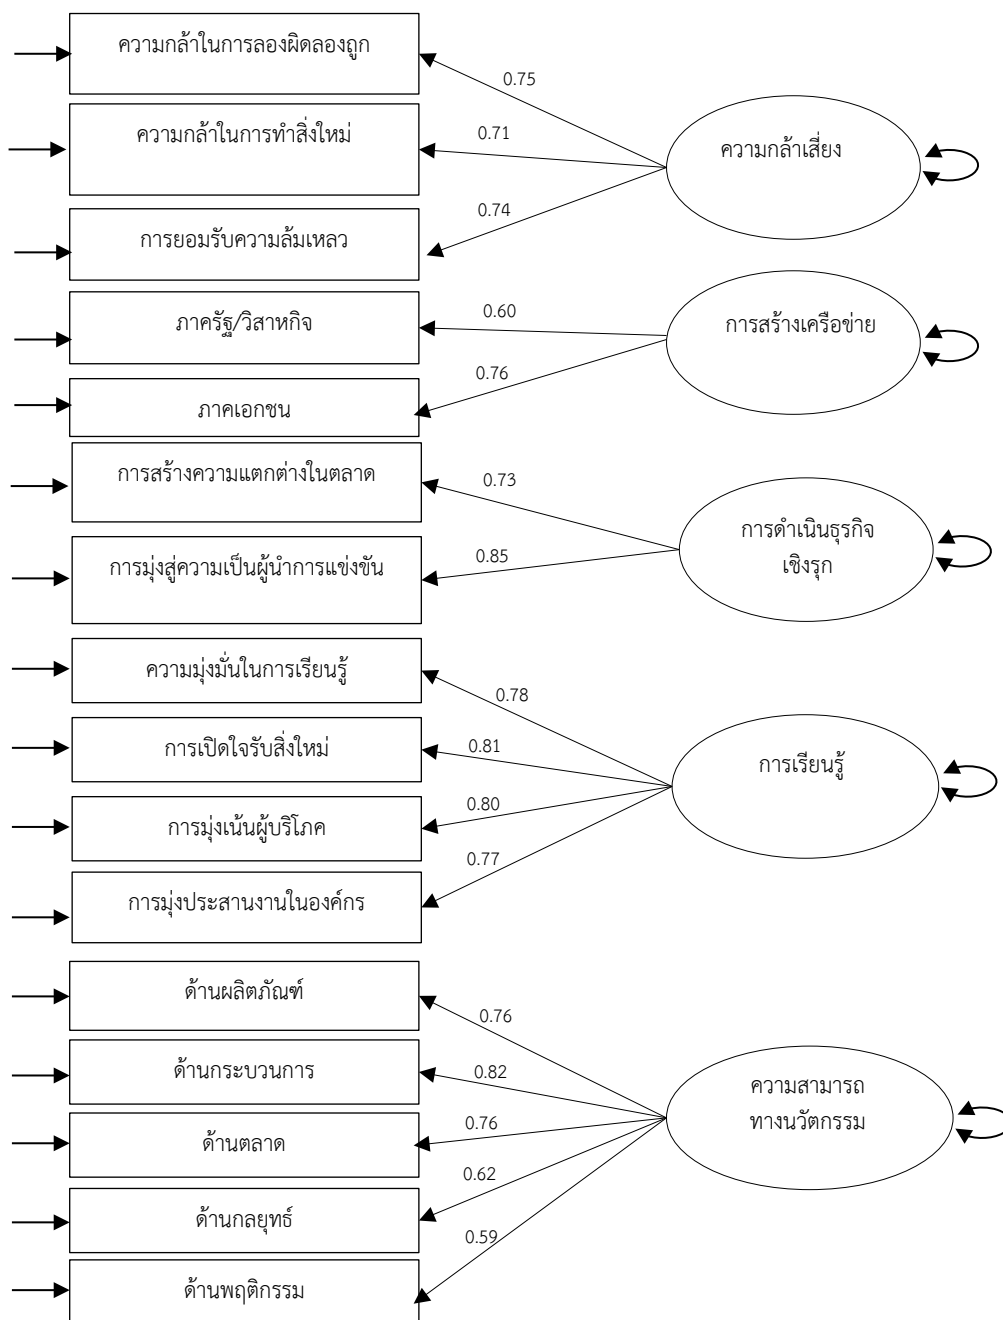 ความกล้าในการลองผิดลองถูก
0.75
ความกล้าในการทำสิ่งใหม่
0.71
ความกล้าเสี่ยง
0.74
การยอมรับความล้มเหลว
ภาครัฐ/วิสาหกิจ
0.60
การสร้างเครือข่าย
0.76
ภาคเอกชน
การสร้างความแตกต่างในตลาด
0.73
การดำเนินธุรกิจ
เชิงรุก
0.85
การมุ่งสู่ความเป็นผู้นำการแข่งขัน
ความมุ่งมั่นในการเรียนรู้
0.78
การเปิดใจรับสิ่งใหม่
0.81
การเรียนรู้
0.80
การมุ่งเน้นผู้บริโภค
0.77
การมุ่งประสานงานในองค์กร
ด้านผลิตภัณฑ์
0.76
ด้านกระบวนการ
0.82
ความสามารถ
ทางนวัตกรรม
0.76
ด้านตลาด
0.62
ด้านกลยุทธ์
0.59
ด้านพฤติกรรม